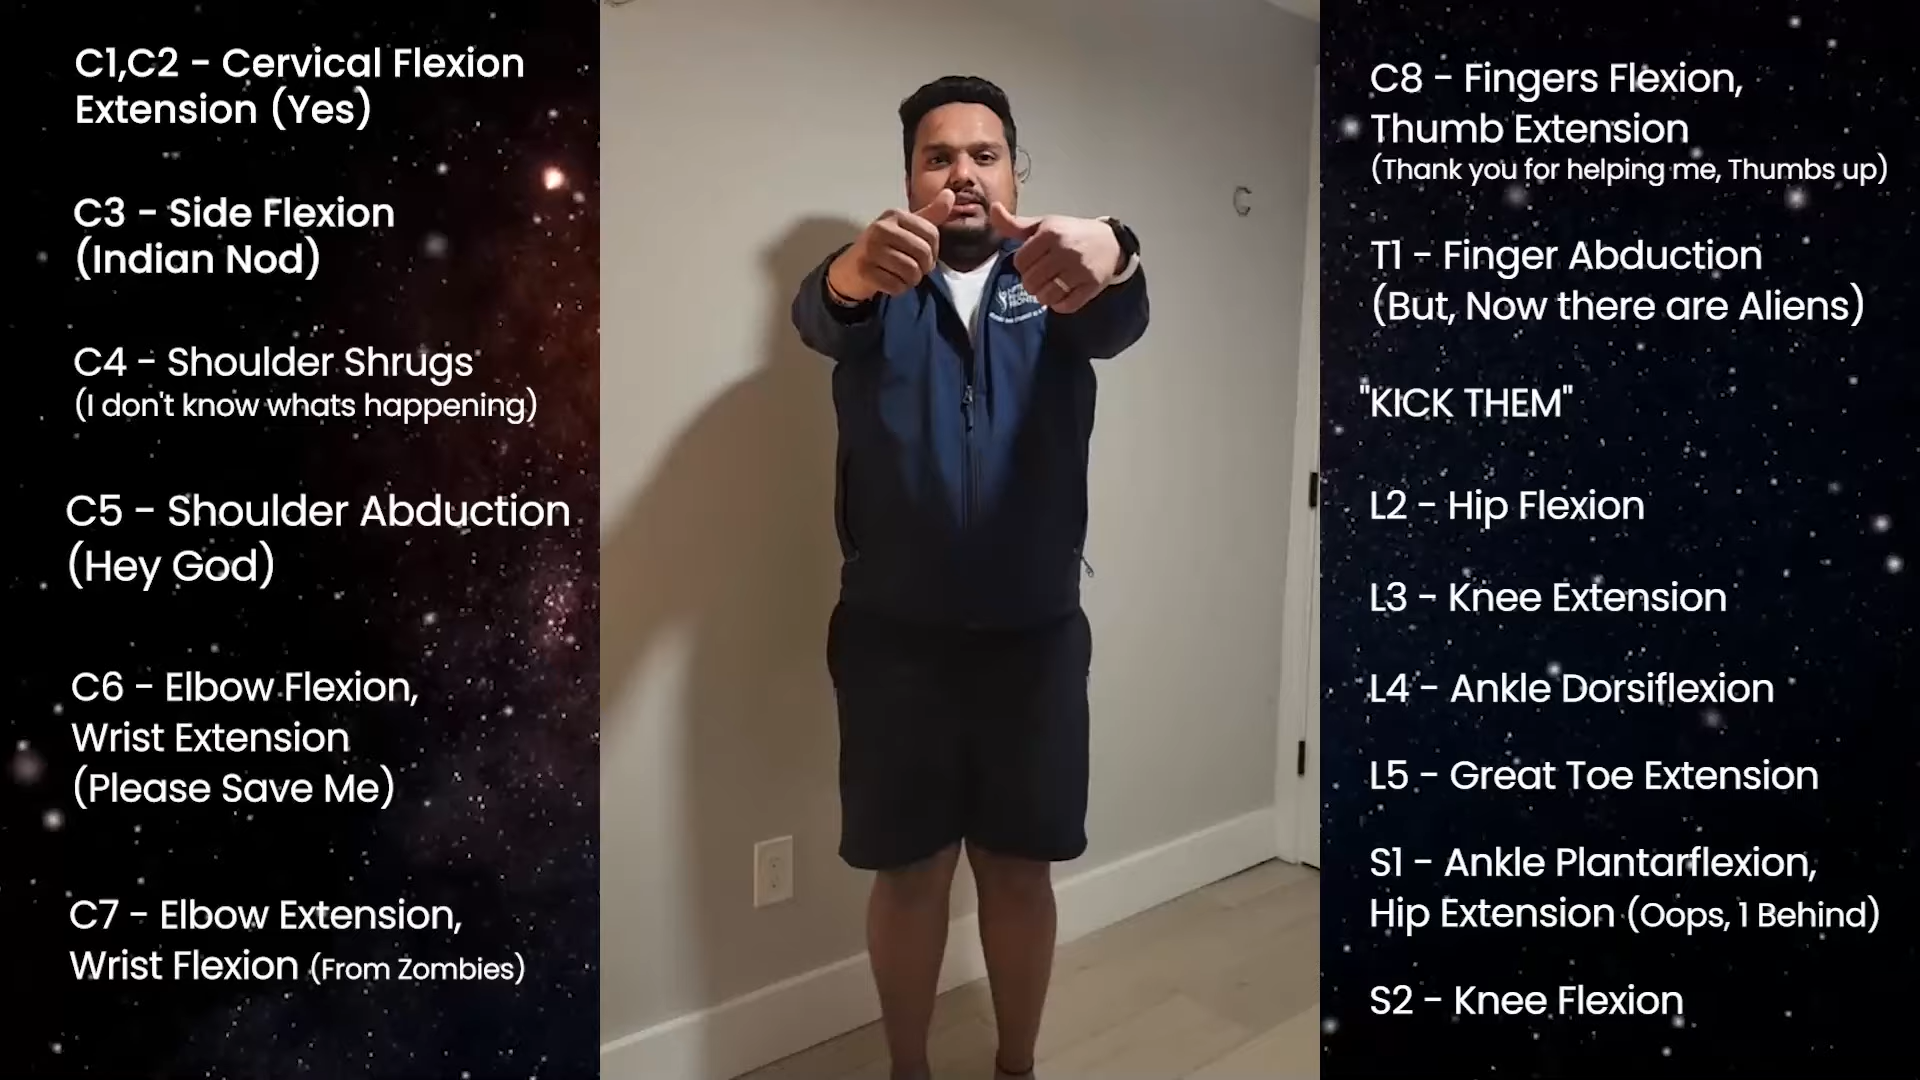 C1,C2 - Cervical Flexion
Extension (Yes)
C3 - Side Flexion
(Indian Nod)
C4 - Shoulder Shrugs
(I don't know whats happening)
C5 - Shoulder Abduction
(Hey God)
C6 - Elbow Flexion,
Wrist Extension
(Please Save Me)
C7 - Elbow Extension,
Wrist Flexion (From Zombies)
C8 - Fingers Flexion,
Thumb Extension
(Thank you for helping me, Thumbs up)
T1 - Finger Abduction
(But, Now there are Aliens)
"KICK THEM"
L2 - Hip Flexion
L3 - Knee Extension
L4 - Ankle Dorsiflexion
L5 - Great Toe Extension
S1 - Ankle Plantarflexion,
Hip Extension (Oops, 1 Behind)
S2 - Knee Flexion